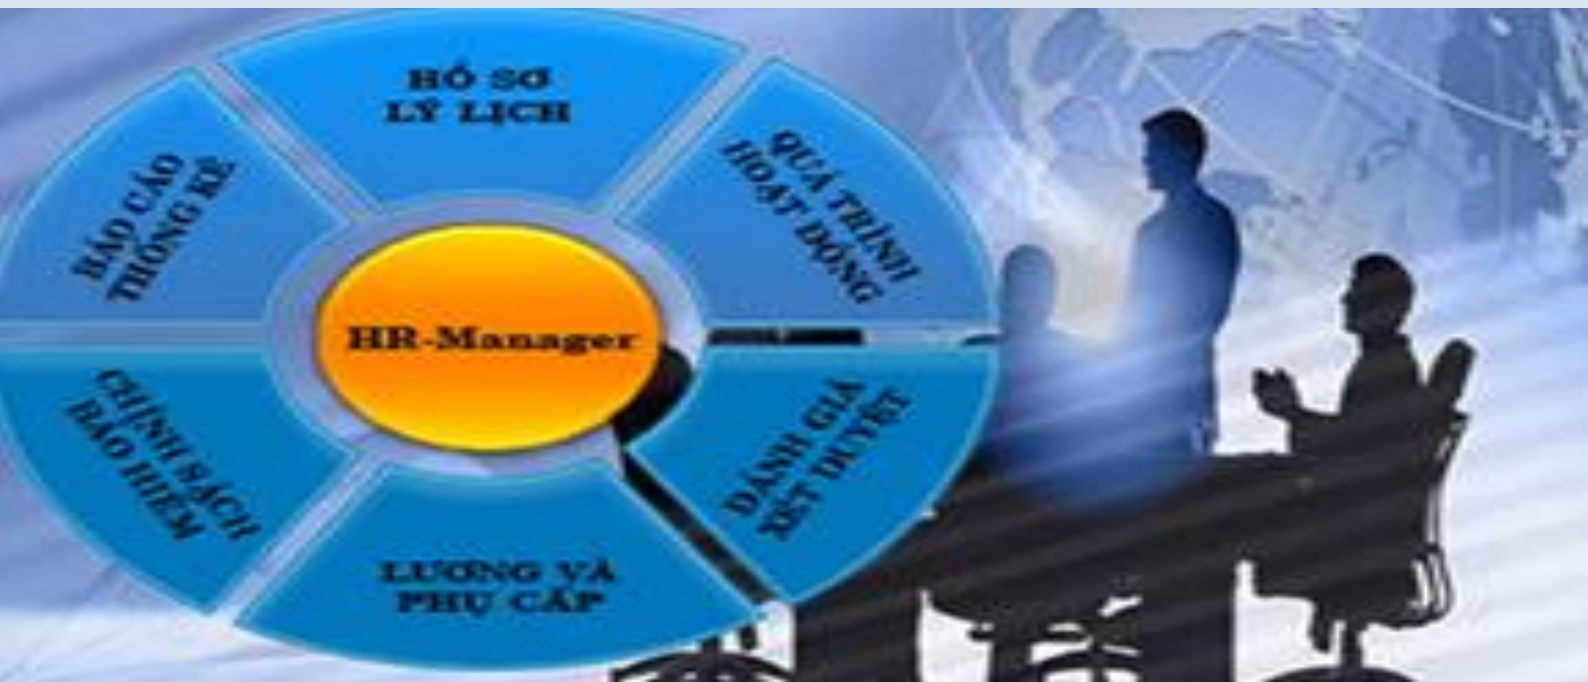 HỒ SƠ
LÝ LỊCH
QUÁ TRÌNH
HOẠT ĐỘNG
ĐÁNH GIÁ
XÉT DUYỆT
LƯƠNG VÀ
PHỤ CẤP
CHÍNH SÁCH
BẢO HIỂM
BÁO CÁO
THỐNG KÊ
HR-Manager